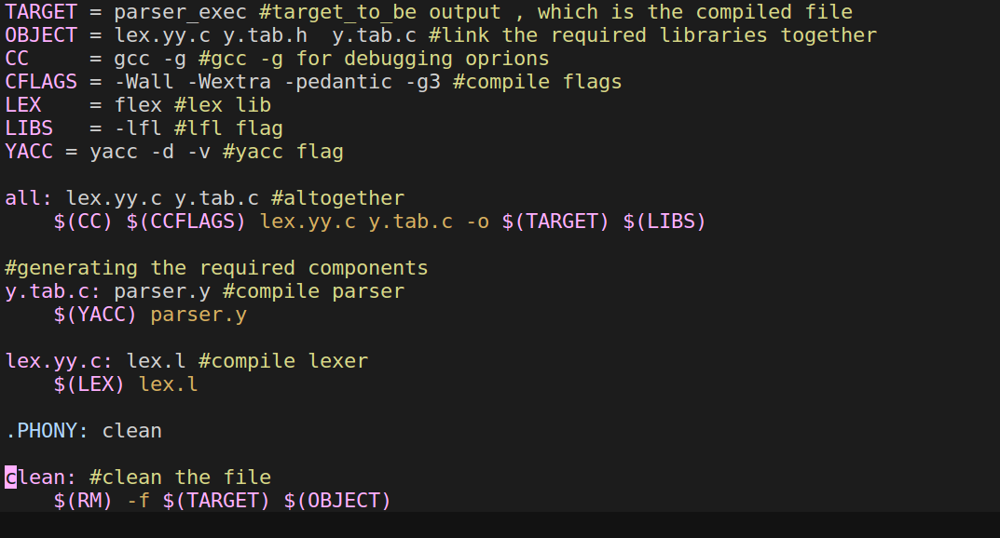 TARGET = parser_exec #target_to_be output , which is the compiled file
OBJECT = lex.yy.c y.tab.h  y.tab.c #link the required libraries together
CC     = gcc -g #gcc -g for debugging oprions
CFLAGS = -Wall -Wextra -pedantic -g3 #compile flags
LEX    = flex #lex lib
LIBS   = -lfl #lfl flag
YACC = yacc -d -v #yacc flag
all: lex.yy.c y.tab.c #altogether
    $(CC) $(CCFLAGS) lex.yy.c y.tab.c -o $(TARGET) $(LIBS)
#generating the required components
y.tab.c: parser.y #compile parser
    $(YACC) parser.y
lex.yy.c: lex.l #compile lexer
    $(LEX) lex.l
.PHONY: clean
clean: #clean the file
    $(RM) -f $(TARGET) $(OBJECT)